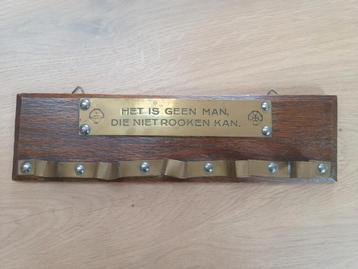 HET IS GEEN MAN,
DIE NIET ROOKEN KAN.